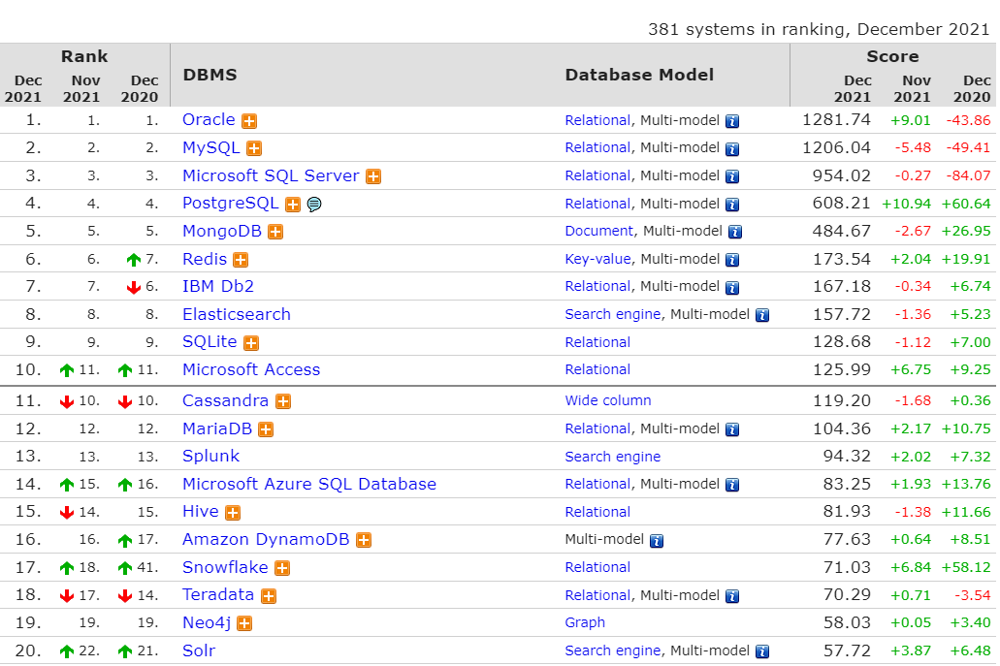 381 systems in ranking, December 2021
Rank DBMS Database Model Score
Dec 2021 Nov 2021 Dec 2020 Dec 2021 Nov 2021 Dec 2020
1. 1. 1. Oracle Relational, Multi-model 1281.74 +9.01 -43.86
2. 2. 2. MySQL Relational, Multi-model 1206.04 -5.48 -49.41
3. 3. 3. Microsoft SQL Server Relational, Multi-model 954.02 -0.27 -84.07
4. 4. 4. PostgreSQL Relational, Multi-model 608.21 +10.94 +60.64
5. 5. 5. MongoDB Document, Multi-model 484.67 -2.67 +26.95
6. 6. 7. Redis Key-value, Multi-model 173.54 +2.04 +19.91
7. 7. 6. IBM Db2 Relational, Multi-model 167.18 -0.34 +6.74
8. 8. 8. Elasticsearch Search engine, Multi-model 157.72 -1.36 +5.23
9. 9. 9. SQLite Relational 128.68 -1.12 +7.00
10. 11. 11. Microsoft Access Relational 125.99 +6.75 +9.25
11. 10. 10. Cassandra Wide column 119.20 -1.68 +0.36
12. 12. 12. MariaDB Relational, Multi-model 104.36 +2.17 +10.75
13. 13. 13. Splunk Search engine 94.32 +2.02 +7.32
14. 15. 16. Microsoft Azure SQL Database Relational, Multi-model 83.25 +1.93 +13.76
15. 14. 15. Hive Relational 81.93 -1.38 +11.66
16. 16. 17. Amazon DynamoDB Multi-model 77.63 +0.64 +8.51
17. 18. 41. Snowflake Relational 71.03 +6.84 +58.12
18. 17. 14. Teradata Relational, Multi-model 70.29 +0.71 -3.54
19. 19. 19. Neo4j Graph 58.03 +0.05 +3.40
20. 22. 21. Solr Search engine, Multi-model 57.72 +3.87 +6.48